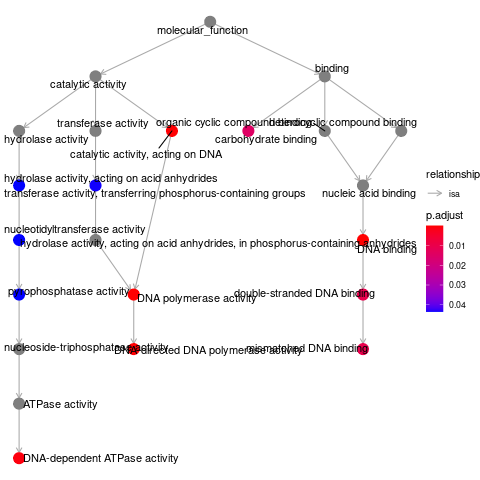 molecular_function
binding
catalytic activity
transferase activity
organic cyclic compound binding
heterocyclic compound binding
hydrolase activity
carbohydrate binding
catalytic activity, acting on DNA
relationship
isa
hydrolase activity, acting on acid anhydrides
transferase activity, transferring phosphorus-containing groups
nucleic acid binding
p.adjust
0.01
0.02
0.03
0.04
nucleotidyltransferase activity
hydrolase activity, acting on acid anhydrides, in phosphorus-containing anhydrides
DNA binding
pyrophosphatase activity
DNA polymerase activity
double-stranded DNA binding
nucleoside-triphosphatase activity
DNA-directed DNA polymerase activity
mismatched DNA binding
ATPase activity
DNA-dependent ATPase activity